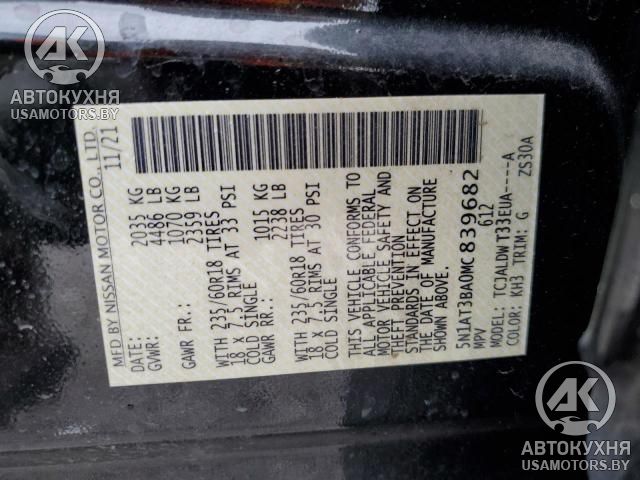 MFD BY NISSAN MOTOR CO., LTD.
11/21
GVWR: 2035 KG
4486 LB
GAWR FR.: 1070 KG
2359 LB
WITH 235/60R18 TIRES
18 X 7.5 RIMS AT 33 PSI
COLD SINGLE
GAWR RR.: 1015 KG
2238 LB
WITH 235/60R18 TIRES
18 X 7.5 RIMS AT 30 PSI
COLD SINGLE
THIS VEHICLE CONFORMS TO
ALL APPLICABLE FEDERAL
MOTOR VEHICLE SAFETY AND
THEFT PREVENTION
STANDARDS IN EFFECT ON
THE DATE OF MANUFACTURE
SHOWN ABOVE.
5N1AT3BA0MC839682
MPV 612
MODEL: TCJALDWT33EUA----A
COLOR: KH3 TRIM: G ZS30A
АК
АВТОКУХНЯ
USAMOTORS.BY
АК
АВТОКУХНЯ
USAMOTORS.BY